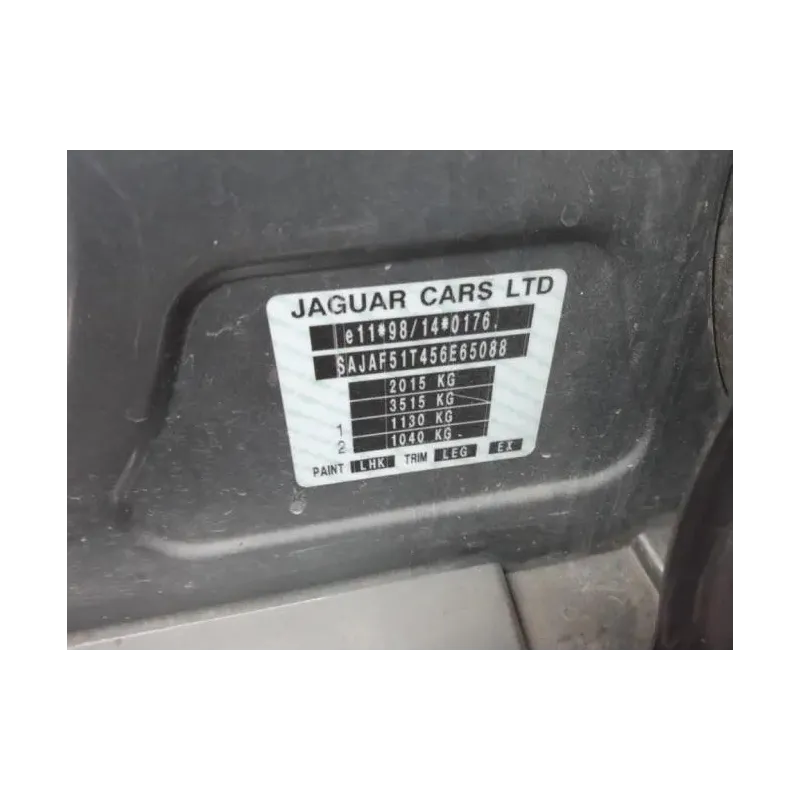 JAGUAR CARS LTD
e11*98/14*0176.
SAJAF51T456E65088
2015 KG
3515 KG
1 1130 KG
2 1040 KG
PAINT LHK TRIM LEG EX